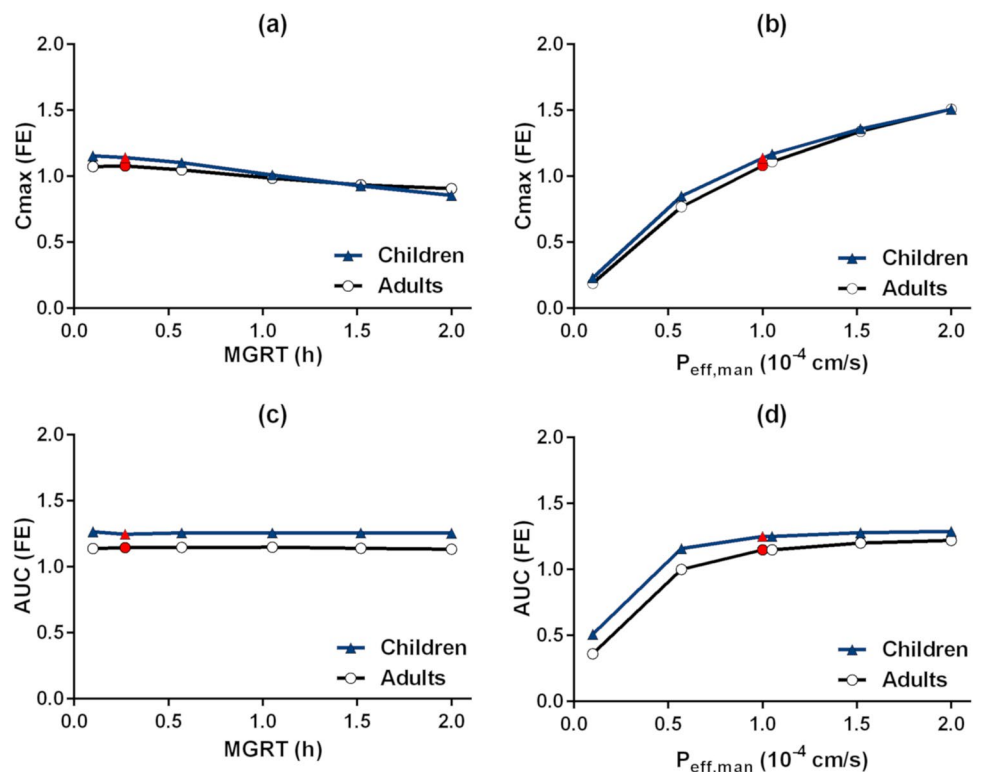 (a)
2.0
1.5
1.0
0.5
0.0
Cmax (FE)
Children
Adults
0.0 0.5 1.0 1.5 2.0
MGRT (h)
(b)
2.0
1.5
1.0
0.5
0.0
Cmax (FE)
Children
Adults
0.0 0.5 1.0 1.5 2.0
P_eff,man (10^-4 cm/s)
(c)
2.0
1.5
1.0
0.5
0.0
AUC (FE)
Children
Adults
0.0 0.5 1.0 1.5 2.0
MGRT (h)
(d)
2.0
1.5
1.0
0.5
0.0
AUC (FE)
Children
Adults
0.0 0.5 1.0 1.5 2.0
P_eff,man (10^-4 cm/s)